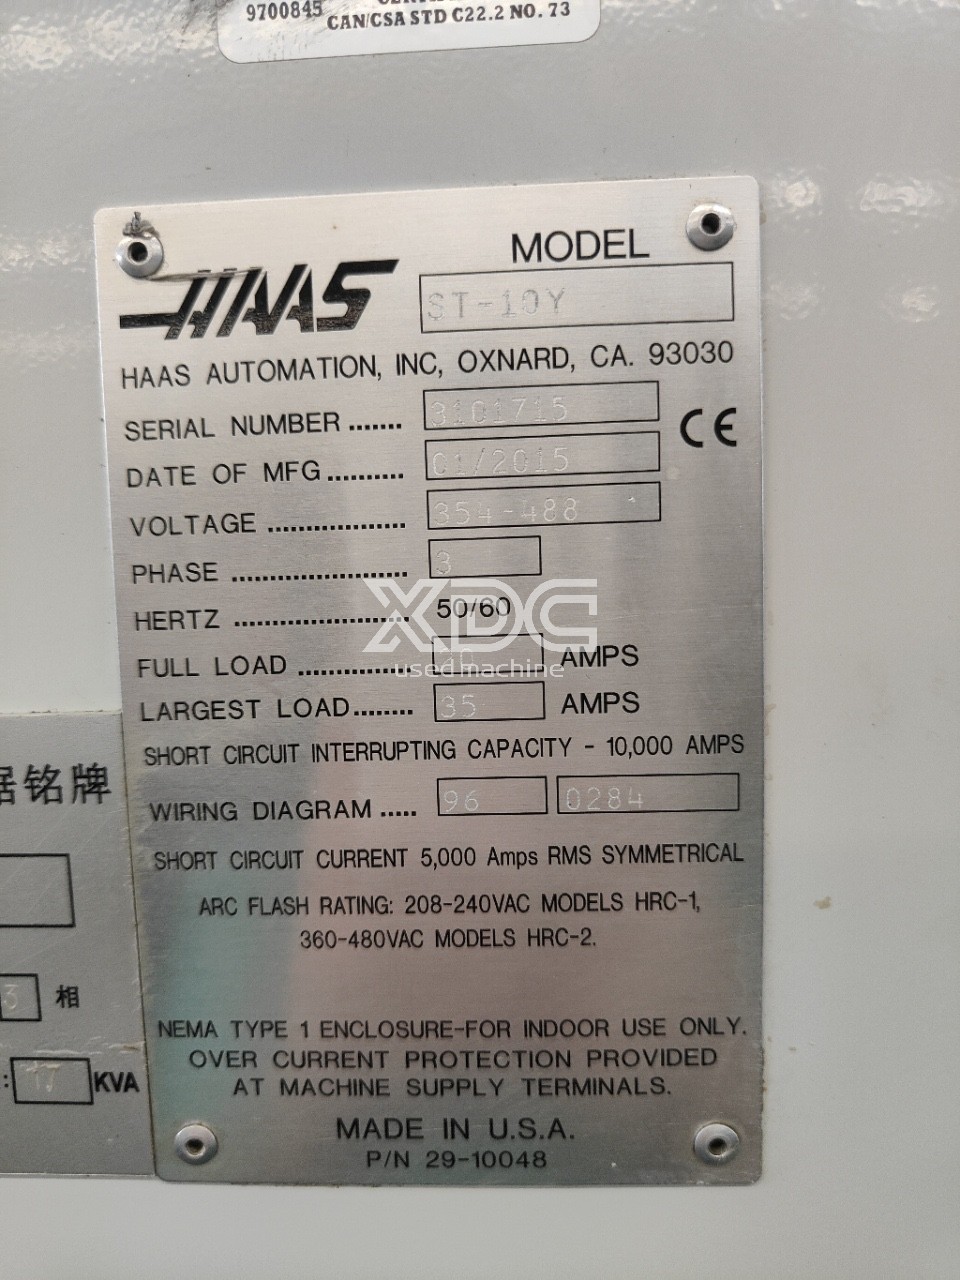 9700845
CAN/CSA STD C22.2 NO. 73
MODEL
HAAS
ST-10Y
HAAS AUTOMATION, INC, OXNARD, CA. 93030
SERIAL NUMBER ....... 3101715
CE
DATE OF MFG .......... 01/2015
VOLTAGE .................. 354-488
PHASE ....................... 3
HERTZ ....................... 50/60
XDC
FULL LOAD ............... AMPS
used machine
LARGEST LOAD ........ 35 AMPS
SHORT CIRCUIT INTERRUPTING CAPACITY - 10,000 AMPS
WIRING DIAGRAM ..... 96 0284
SHORT CIRCUIT CURRENT 5,000 Amps RMS SYMMETRICAL
ARC FLASH RATING: 208-240VAC MODELS HRC-1,
360-480VAC MODELS HRC-2.
NEMA TYPE 1 ENCLOSURE-FOR INDOOR USE ONLY.
OVER CURRENT PROTECTION PROVIDED
AT MACHINE SUPPLY TERMINALS.
MADE IN U.S.A.
P/N 29-10048
铭牌
3 相
: 17 KVA